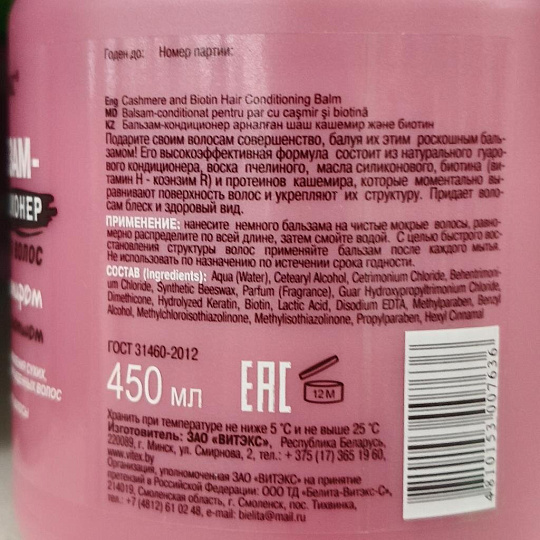 Годен до: Номер партии:
Eng Cashmere and Biotin Hair Conditioning Balm
MD Balsam-conditionat pentru par cu caşmir şi biotină
KZ Бальзам-кондиционер арналған шаш кашемир және биотин
Подарите своим волосам совершенство, балуя их этим роскошным баль-
замом! Его высокоэффективная формула состоит из натурального гуаро-
вого кондиционера, воска пчелиного, масла силиконового, биотина (ви-
тамин Н - коэнзим R) и протеинов кашемира, которые моментально вы-
равнивают поверхность волос и укрепляют их структуру. Придает воло-
сам блеск и здоровый вид.
ПРИМЕНЕНИЕ: нанесите немного бальзама на чистые мокрые волосы, равно-
мерно распределите по всей длине, затем смойте водой. С целью быстрого вос-
становления структуры волос применяйте бальзам после каждого мытья.
Не использовать по назначению по истечении срока годности.
СОСТАВ (Ingredients): Aqua (Water), Cetearyl Alcohol, Cetrimonium Chloride, Behentrimoni-
um Chloride, Synthetic Beeswax, Parfum (Fragrance), Guar Hydroxypropyltrimonium Chloride,
Dimethicone, Hydrolyzed Keratin, Biotin, Lactic Acid, Disodium EDTA, Methylparaben, Benzyl
Alcohol, Methylchloroisothiazolinone, Methylisothiazolinone, Propylparaben, Hexyl Cinnamal
ГОСТ 31460-2012
450 мл
EAC
12 М
Хранить при температуре не ниже 5 °С и не выше 25 °С
Изготовитель: ЗАО «ВИТЭКС», Республика Беларусь,
220089, г. Минск, ул. Смирнова, 2, тел.: + 375 (17) 365 19 60,
www.vitex.by
Организация, уполномоченная ЗАО «ВИТЭКС» на принятие
претензий в Российской Федерации: ООО ТД «Белита-Витэкс-С»,
214019, Смоленская область, г. Смоленск, пос. Тихвинка,
тел.: +7 (4812) 61 02 48, e-mail: bielita@mail.ru
4810153007636
ВОЛОС